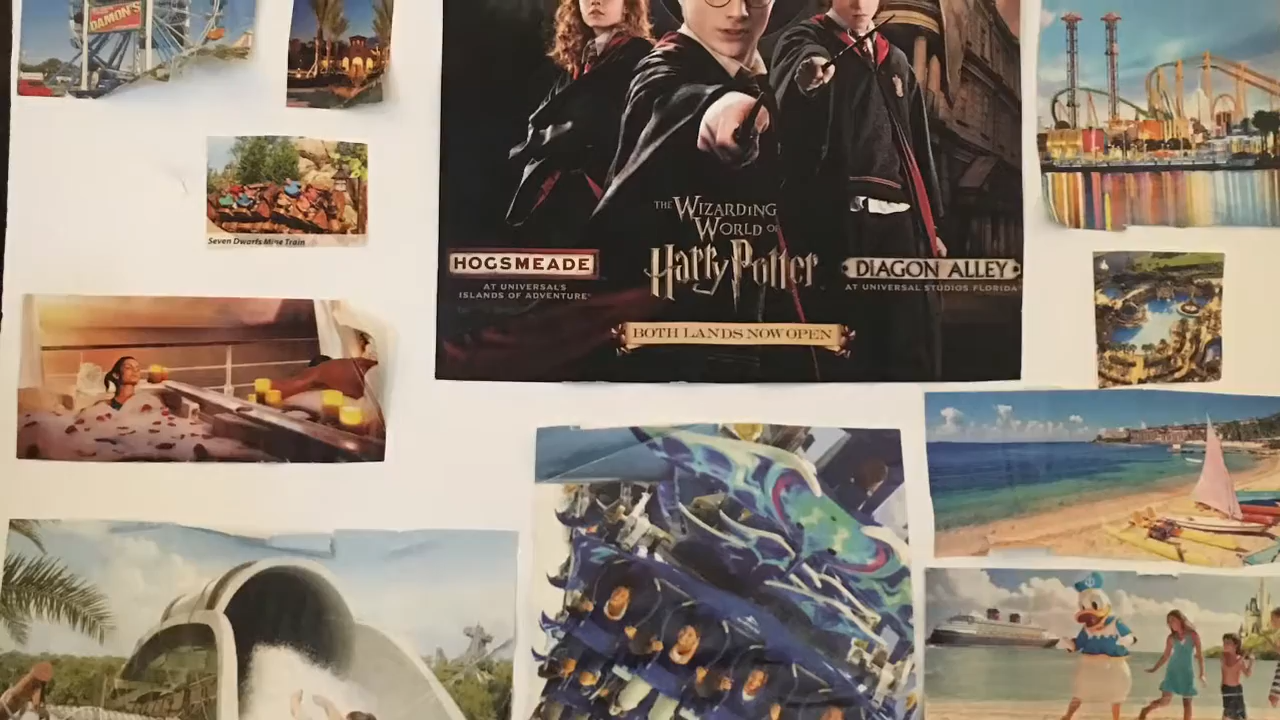 DAMON'S
Seven Dwarfs Mine Train
THE WIZARDING
WORLD OF
Harry Potter
HOGSMEADE
AT UNIVERSAL'S
ISLANDS OF ADVENTURE®
DIAGON ALLEY
AT UNIVERSAL STUDIOS FLORIDA®
BOTH LANDS NOW OPEN